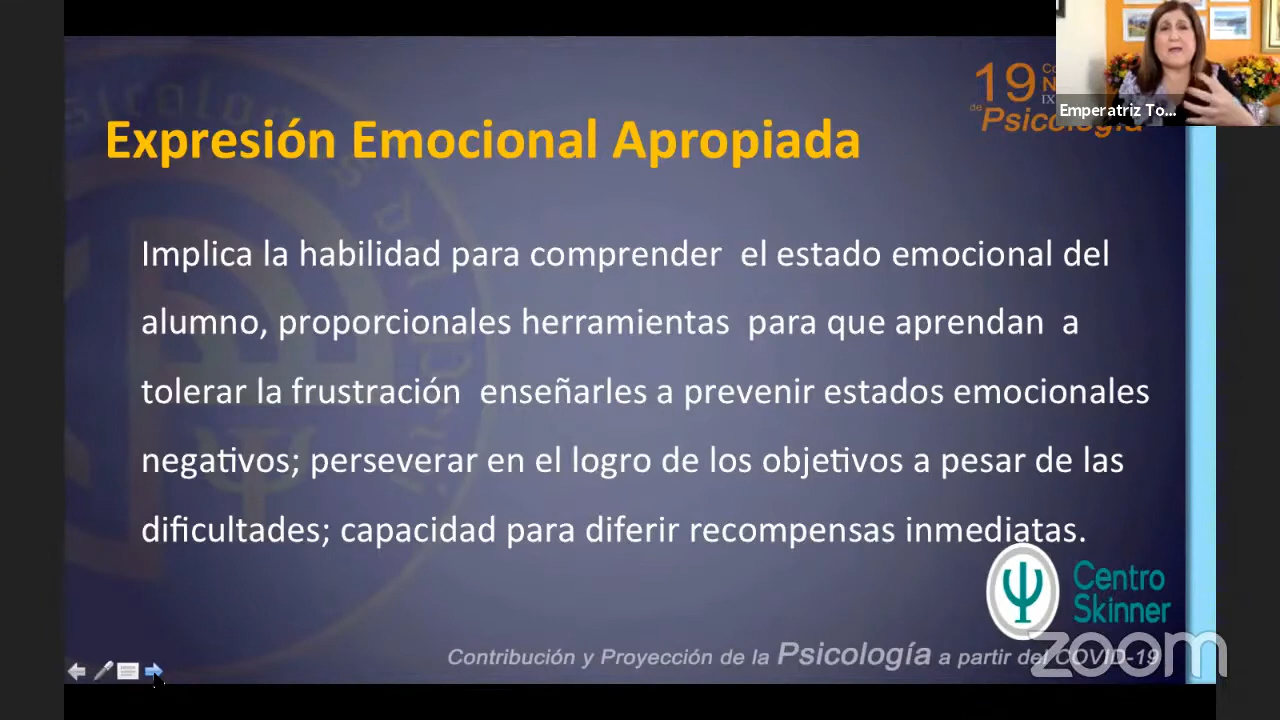 19
de
IX
Psicología
Emperatriz To...
Expresión Emocional Apropiada
Implica la habilidad para comprender el estado emocional del
alumno, proporcionales herramientas para que aprendan a
tolerar la frustración enseñarles a prevenir estados emocionales
negativos; perseverar en el logro de los objetivos a pesar de las
dificultades; capacidad para diferir recompensas inmediatas.
Centro
Skinner
Contribución y Proyección de la Psicología a partir del COVID-19
zoom